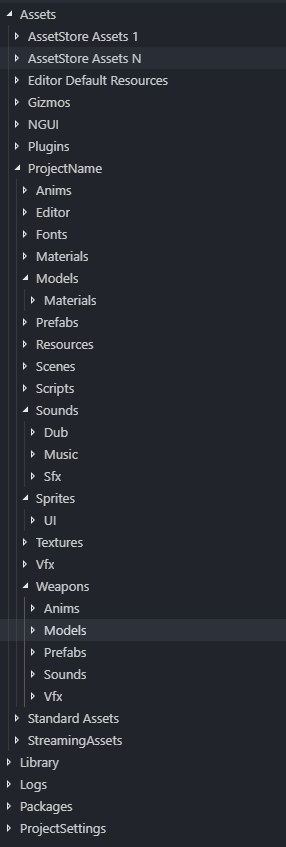 Assets
AssetStore Assets 1
AssetStore Assets N
Editor Default Resources
Gizmos
NGUI
Plugins
ProjectName
Anims
Editor
Fonts
Materials
Models
Materials
Prefabs
Resources
Scenes
Scripts
Sounds
Dub
Music
Sfx
Sprites
UI
Textures
Vfx
Weapons
Anims
Models
Prefabs
Sounds
Vfx
Standard Assets
StreamingAssets
Library
Logs
Packages
ProjectSettings